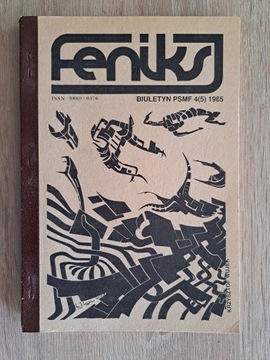 feniks
ISSN-0860-0376
BIULETYN PSMF 4(5) 1985